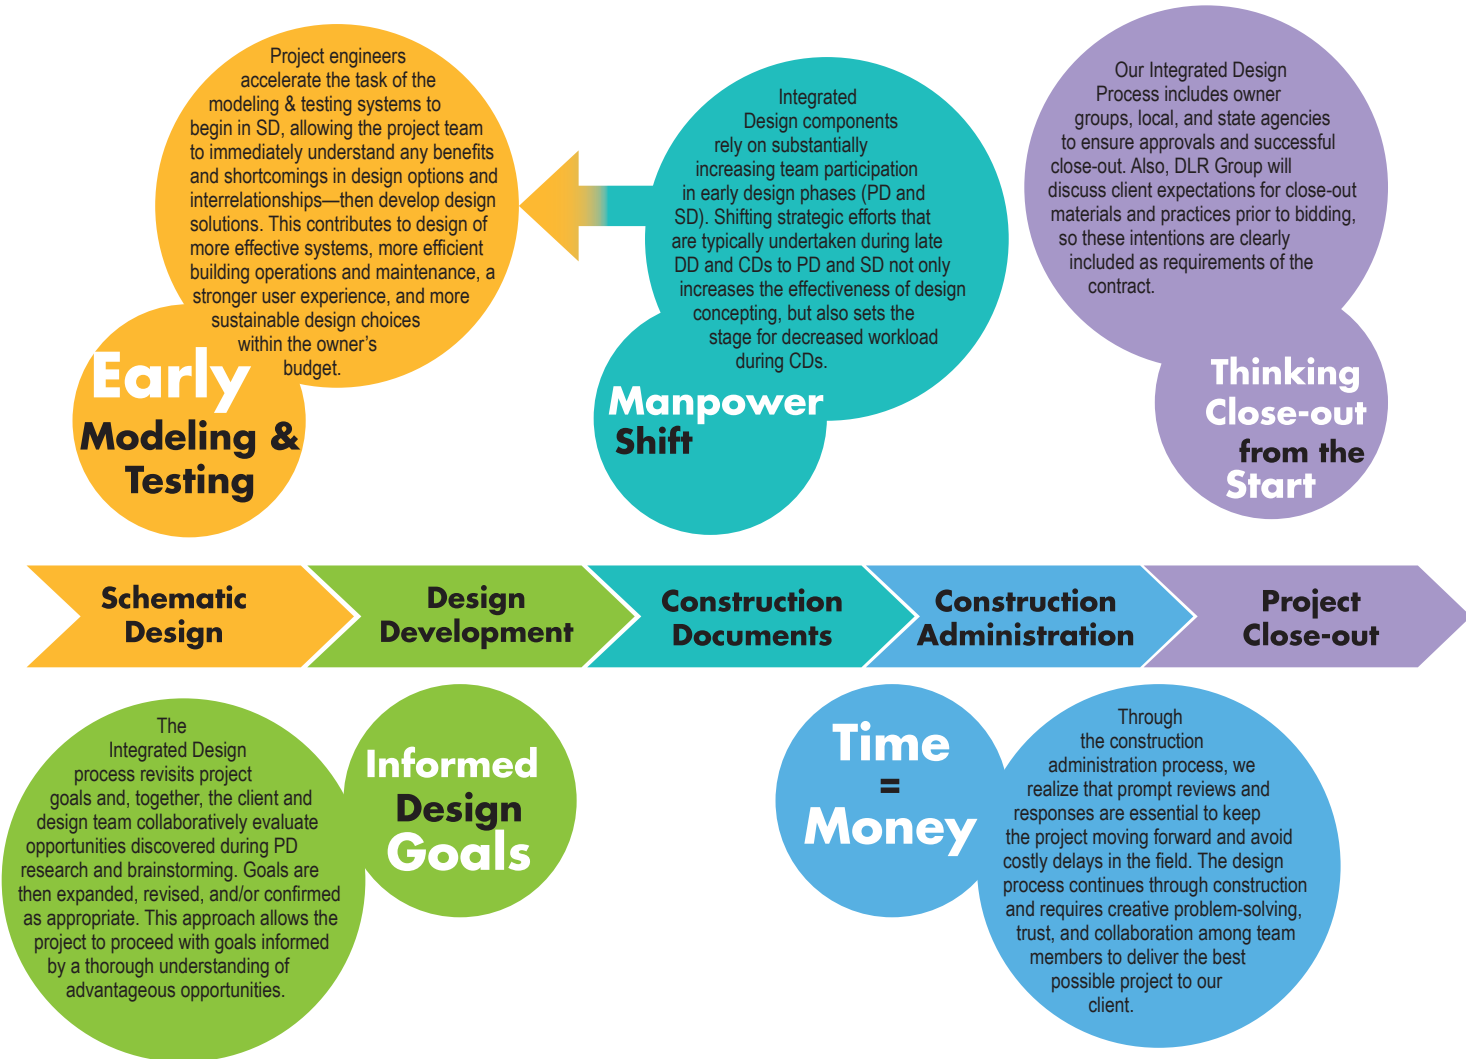 Project engineers
accelerate the task of the
modeling & testing systems to
begin in SD, allowing the project team
to immediately understand any benefits
and shortcomings in design options and
interrelationships—then develop design
solutions. This contributes to design of
more effective systems, more efficient
building operations and maintenance, a
stronger user experience, and more
sustainable design choices
within the owner's
budget.
Early
Modeling &
Testing
Integrated
Design components
rely on substantially
increasing team participation
in early design phases (PD and
SD). Shifting strategic efforts that
are typically undertaken during late
DD and CDs to PD and SD not only
increases the effectiveness of design
concepting, but also sets the
stage for decreased workload
during CDs.
Manpower
Shift
Our Integrated Design
Process includes owner
groups, local, and state agencies
to ensure approvals and successful
close-out. Also, DLR Group will
discuss client expectations for close-out
materials and practices prior to bidding,
so these intentions are clearly
included as requirements of the
contract.
Thinking
Close-out
from the
Start
Schematic
Design
Design
Development
Construction
Documents
Construction
Administration
Project
Close-out
The
Integrated Design
process revisits project
goals and, together, the client and
design team collaboratively evaluate
opportunities discovered during PD
research and brainstorming. Goals are
then expanded, revised, and/or confirmed
as appropriate. This approach allows the
project to proceed with goals informed
by a thorough understanding of
advantageous opportunities.
Informed
Design
Goals
Time
=
Money
Through
the construction
administration process, we
realize that prompt reviews and
responses are essential to keep
the project moving forward and avoid
costly delays in the field. The design
process continues through construction
and requires creative problem-solving,
trust, and collaboration among team
members to deliver the best
possible project to our
client.